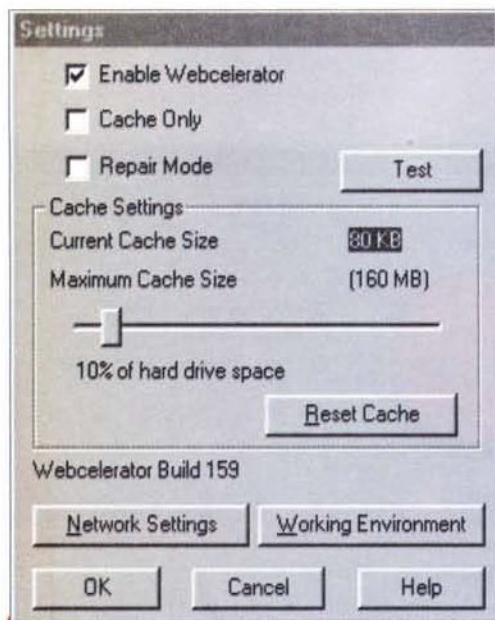 Settings
Enable Webcelerator
Cache Only
Repair Mode
Test
Cache Settings
Current Cache Size 80 KB
Maximum Cache Size (160 MB)
10% of hard drive space
Reset Cache
Webcelerator Build 159
Network Settings Working Environment
OK Cancel Help